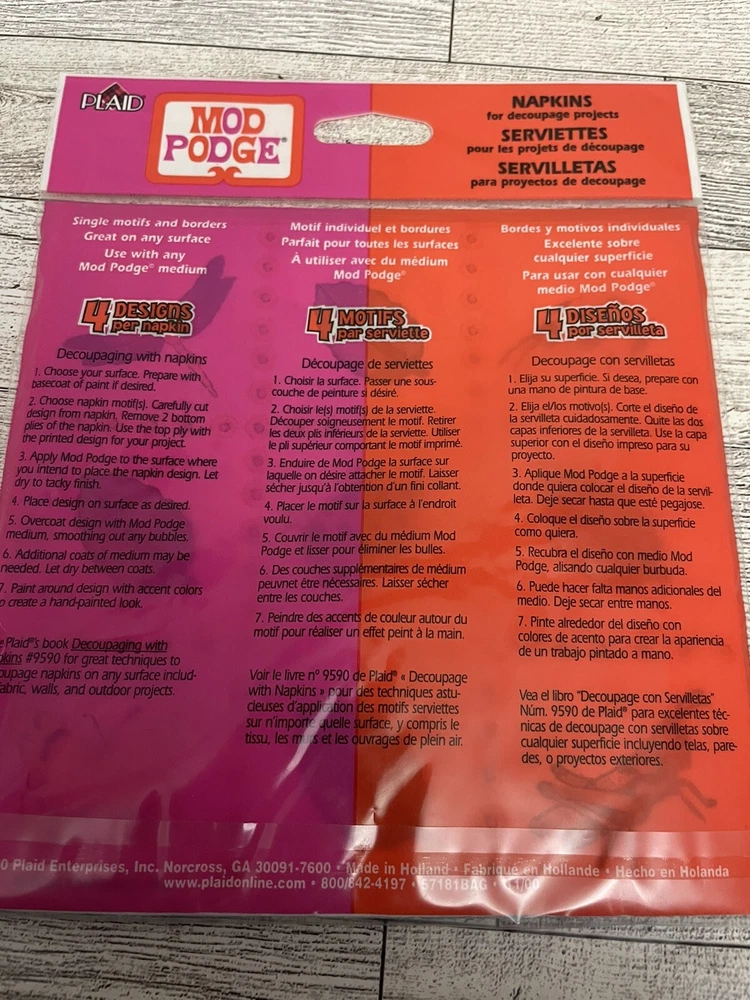 PLAID
MOD
PODGE®
NAPKINS
for decoupage projects
SERVIETTES
pour les projets de découpage
SERVILLETAS
para proyectos de decoupage
Single motifs and borders
Great on any surface
Use with any
Mod Podge® medium
4 DESIGNS
per napkin
Decoupaging with napkins
1. Choose your surface. Prepare with
basecoat of paint if desired.
2. Choose napkin motif(s). Carefully cut
design from napkin. Remove 2 bottom
plies of the napkin. Use the top ply with
the printed design for your project.
3. Apply Mod Podge to the surface where
you intend to place the napkin design. Let
dry to tacky finish.
4. Place design on surface as desired.
5. Overcoat design with Mod Podge
medium, smoothing out any bubbles.
6. Additional coats of medium may be
needed. Let dry between coats.
7. Paint around design with accent colors
o create a hand-painted look.
e Plaid's book Decoupaging with
kins #9590 for great techniques to
oupage napkins on any surface includ-
abric, walls, and outdoor projects.
Motif individuel et bordures
Parfait pour toutes les surfaces
À utiliser avec du médium
Mod Podge®
4 MOTIFS
par serviette
Découpage de serviettes
1. Choisir la surface. Passer une sous-
couche de peinture si désiré.
2. Choisir le(s) motif(s) de la serviette.
Découper soigneusement le motif. Retirer
les deux plis inférieurs de la serviette. Utiliser
le pli supérieur comportant le motif imprimé.
3. Enduire de Mod Podge la surface sur
laquelle on désire attacher le motif. Laisser
sécher jusqu'à l'obtention d'un fini collant.
4. Placer le motif sur la surface à l'endroit
voulu.
5. Couvrir le motif avec du médium Mod
Podge et lisser pour éliminer les bulles.
6. Des couches supplémentaires de médium
peuvnet être nécessaires. Laisser sécher
entre les couches.
7. Peindre des accents de couleur autour du
motif pour réaliser un effet peint à la main.
Voir le livre n° 9590 de Plaid® « Decoupage
with Napkins » pour des techniques astu-
cieuses d'application des motifs serviettes
sur n'importe quelle surface, y compris le
tissu, les murs et les ouvrages de plein air.
Bordes y motivos individuales
Excelente sobre
cualquier superficie
Para usar con cualquier
medio Mod Podge®
4 DISEÑOS
por servilleta
Decoupage con servilletas
1. Elija su superficie. Si desea, prepare con
una mano de pintura de base.
2. Elija el/los motivo(s). Corte el diseño de
la servilleta cuidadosamente. Quite las dos
capas inferiores de la servilleta. Use la capa
superior con el diseño impreso para su
proyecto.
3. Aplique Mod Podge a la superficie
donde quiera colocar el diseño de la servil-
leta. Deje secar hasta que esté pegajose.
4. Coloque el diseño sobre la superficie
como quiera.
5. Recubra el diseño con medio Mod
Podge, alisando cualquier burbuda.
6. Puede hacer falta manos adicionales del
medio. Deje secar entre manos.
7. Pinte alrededor del diseño con
colores de acento para crear la apariencia
de un trabajo pintado a mano.
Vea el libro "Decoupage con Servilletas"
Núm. 9590 de Plaid® para excelentes téc-
nicas de decoupage con servilletas sobre
cualquier superficie incluyendo telas, pare-
des, o proyectos exteriores.
0 Plaid Enterprises, Inc. Norcross, GA 30091-7600 • Made in Holland • Fabriqué en Hollande • Hecho en Holanda
www.plaidonline.com • 800/842-4197 • 57181BAG • 11/00